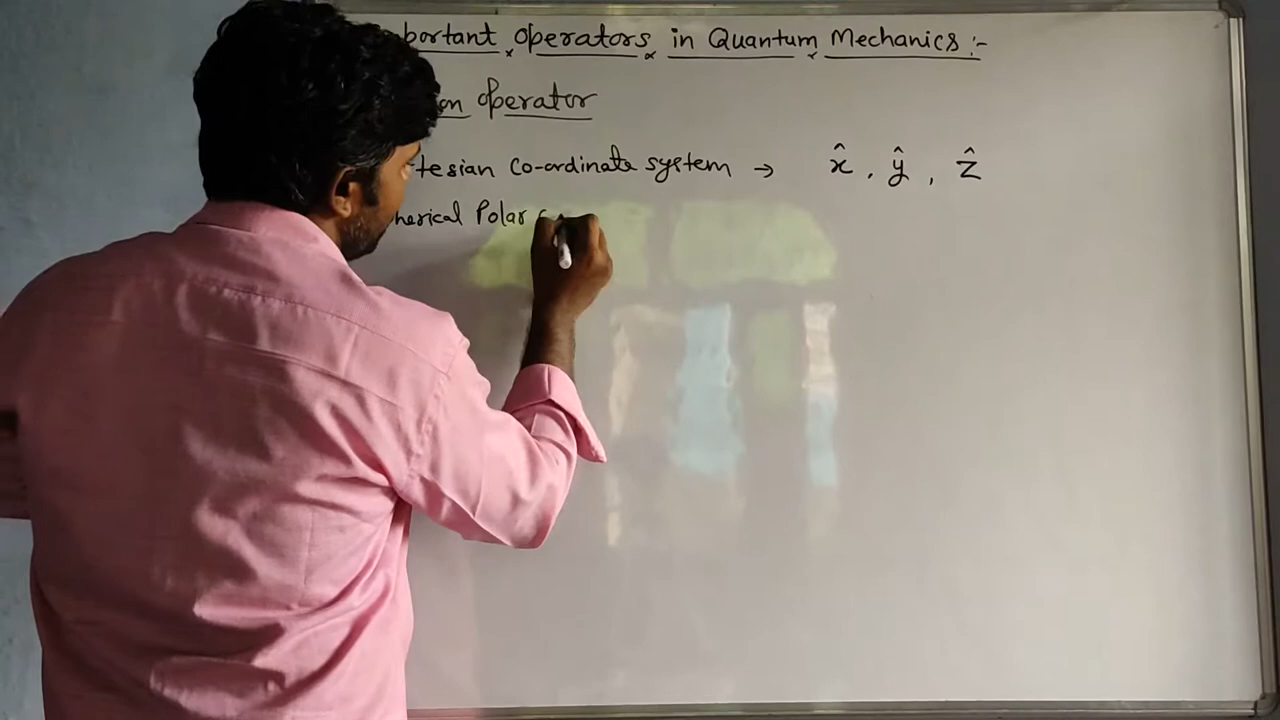 portant operators in Quantum Mechanics :-
on operator
tesian Co-ordinate system → x̂ , ŷ , ẑ
herical Polar